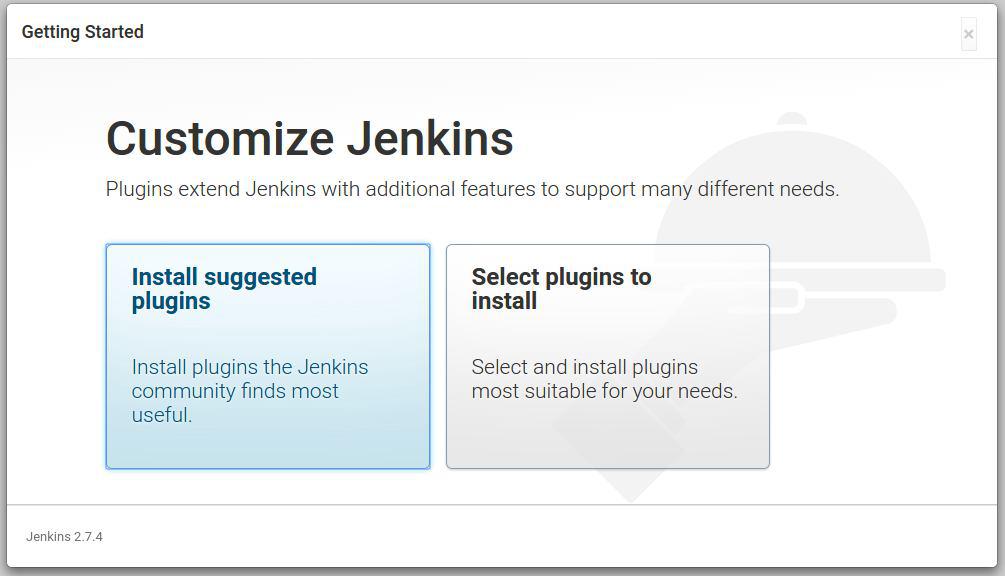 Getting Started
×
Customize Jenkins
Plugins extend Jenkins with additional features to support many different needs.
Install suggested
plugins
Install plugins the Jenkins
community finds most
useful.
Select plugins to
install
Select and install plugins
most suitable for your needs.
Jenkins 2.7.4